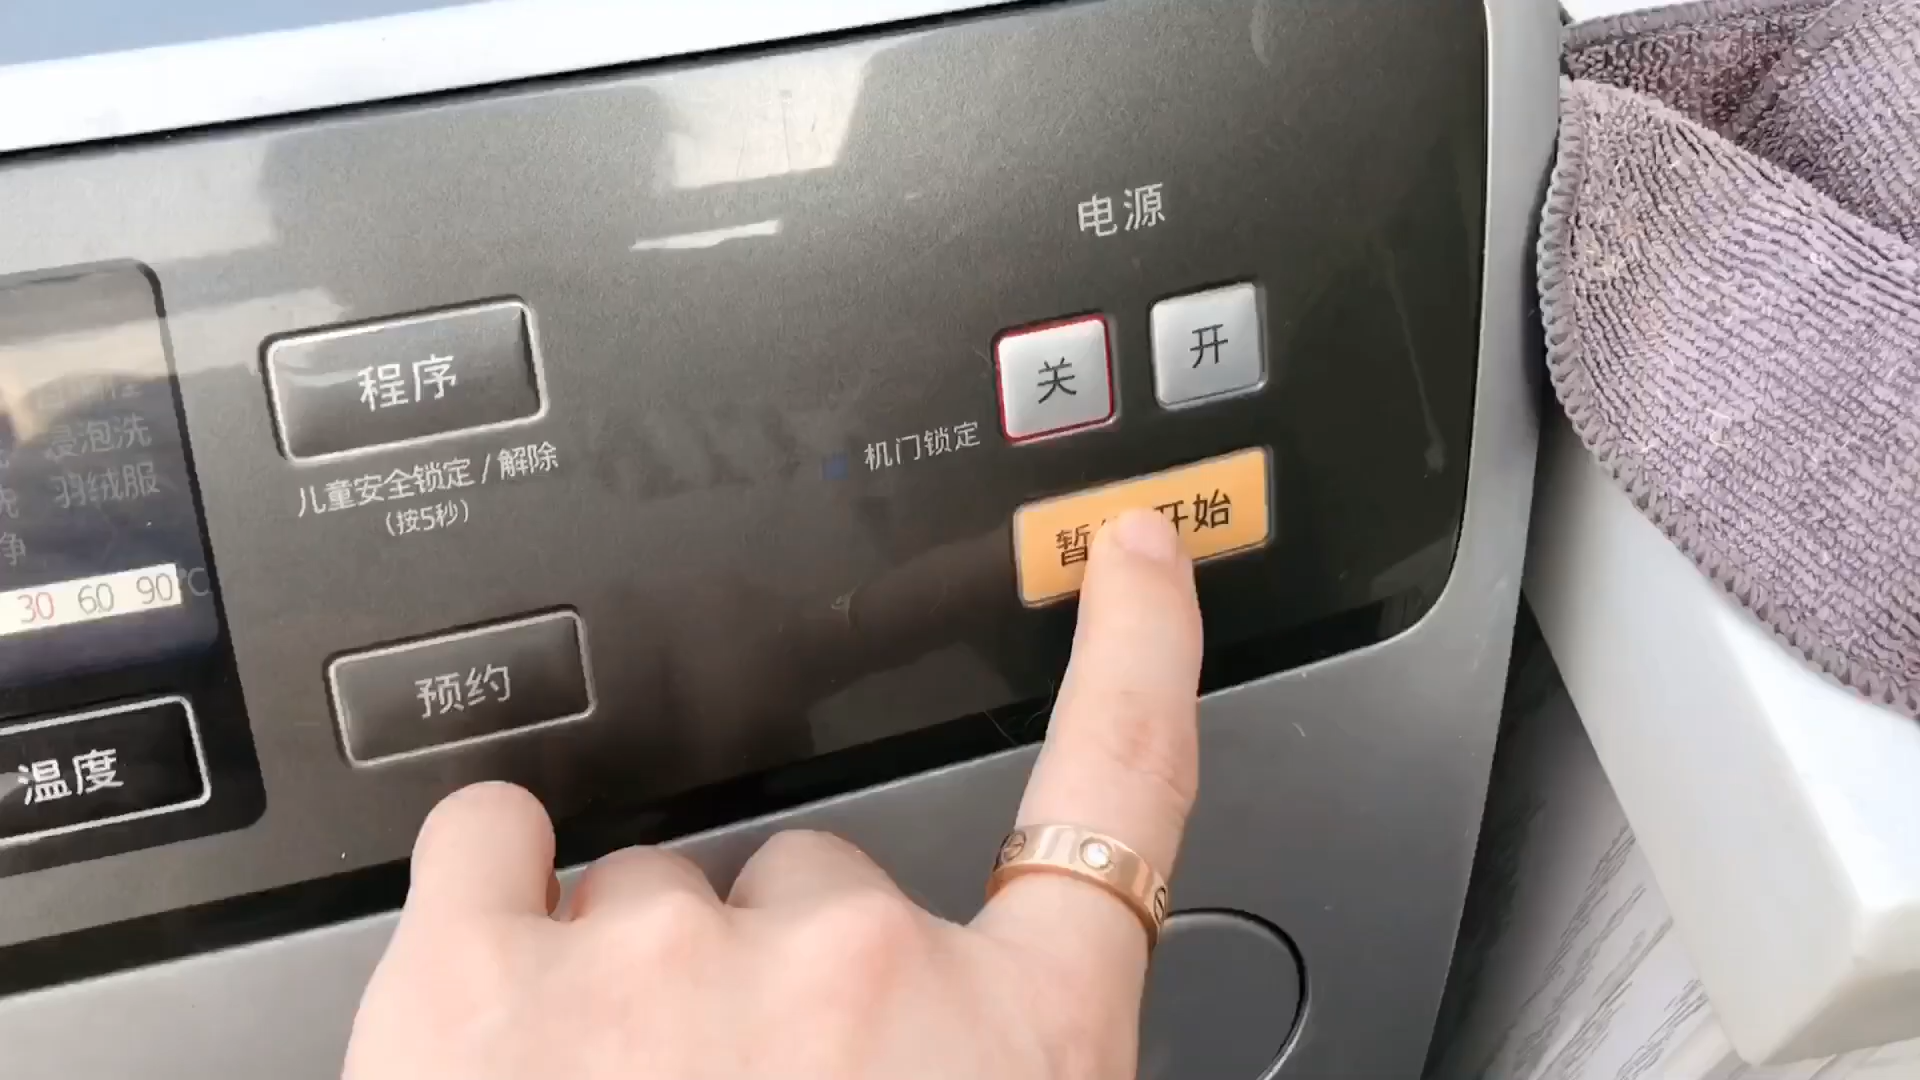 电源
关
开
机门锁定
开始
程序
儿童安全锁定/解除
(按5秒)
浸泡洗
羽绒服
30 60 90°C
预约
温度